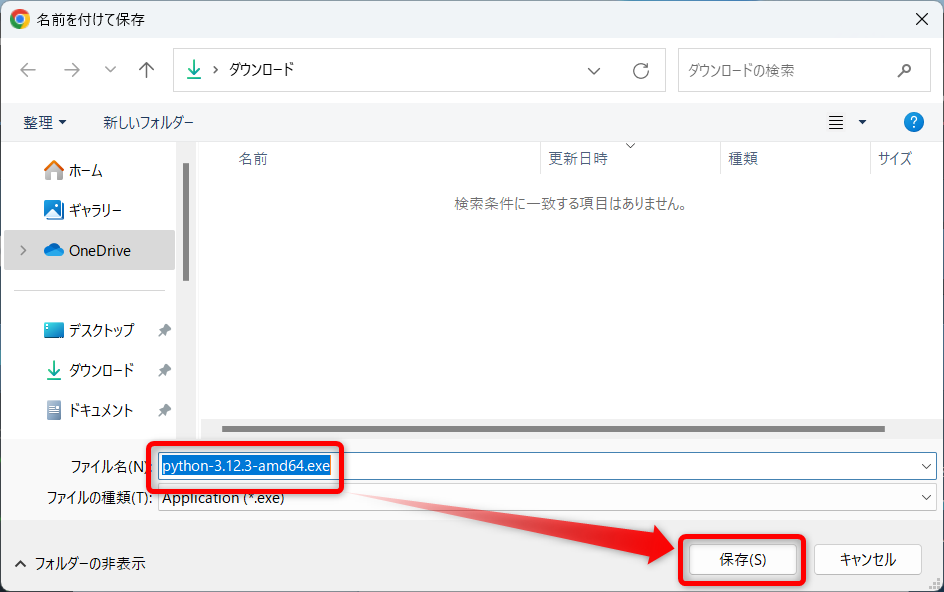 名前を付けて保存
ダウンロード
ダウンロードの検索
整理 新しいフォルダー
?
名前 更新日時 種類 サイズ
検索条件に一致する項目はありません。
ホーム
ギャラリー
OneDrive
デスクトップ
ダウンロード
ドキュメント
ファイル名(N): python-3.12.3-amd64.exe
ファイルの種類(T): Application (*.exe)
フォルダーの非表示 保存(S) キャンセル